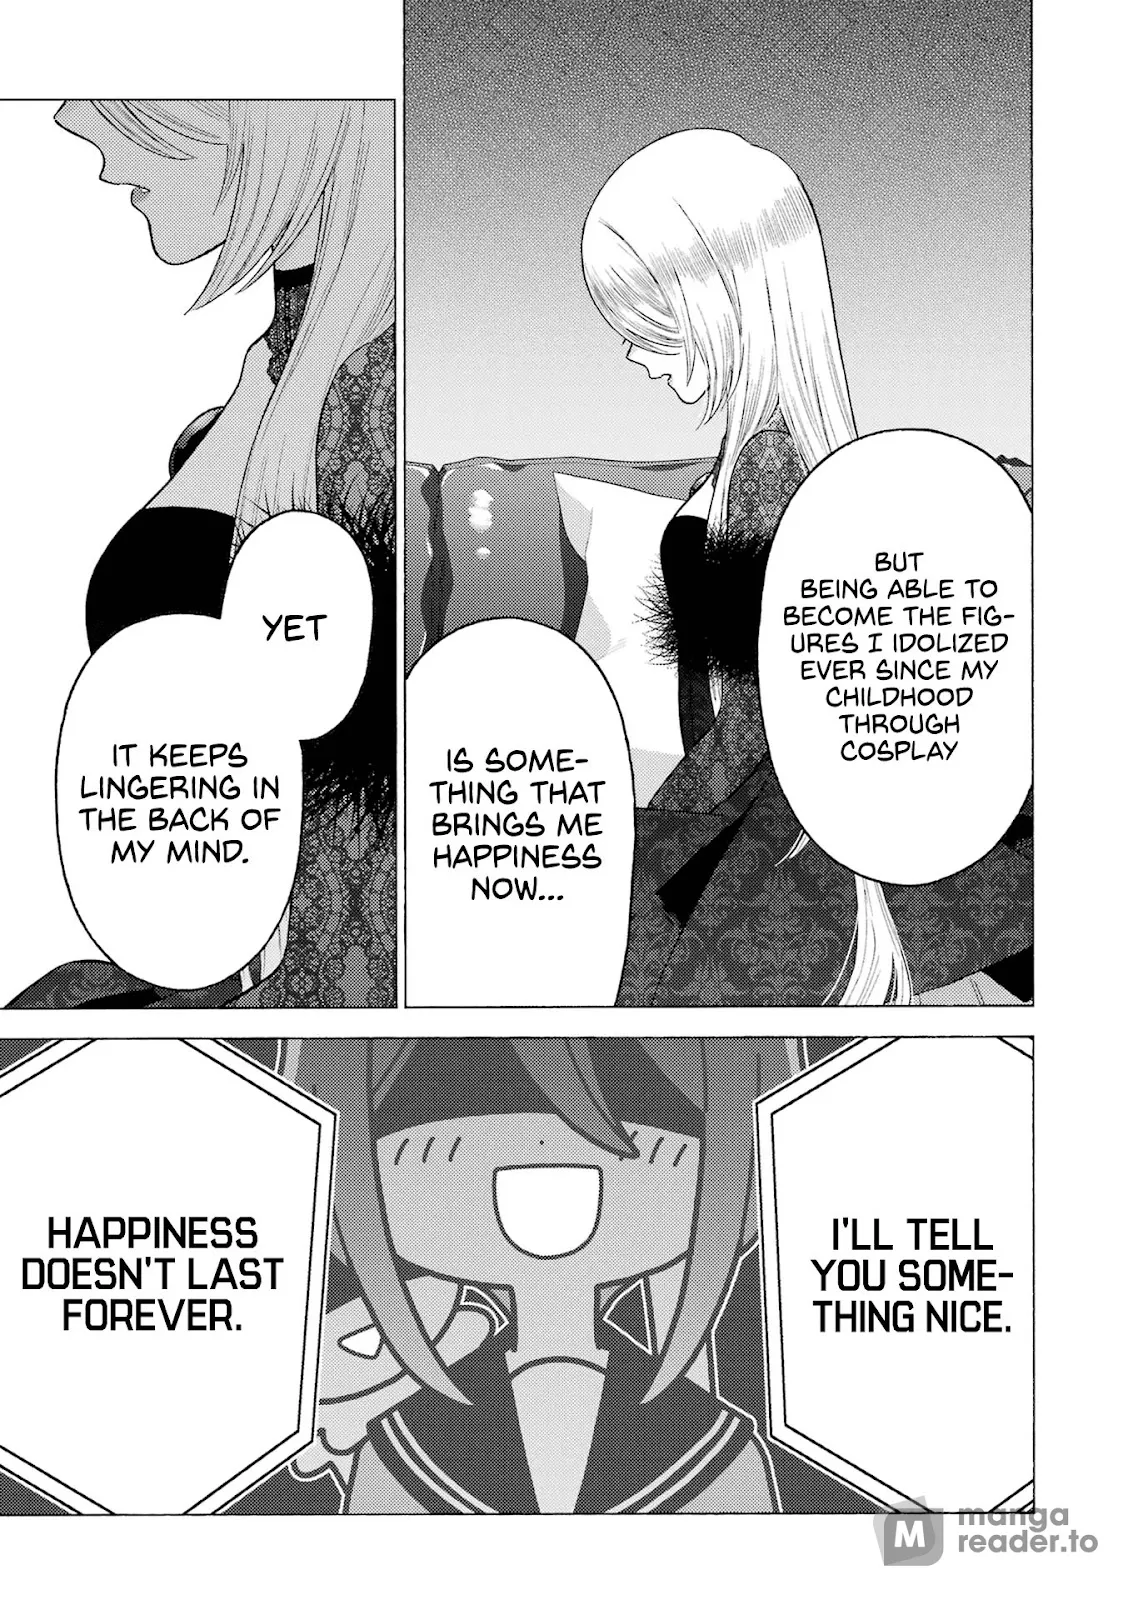 BUT
BEING ABLE TO
BECOME THE FIG-
URES I IDOLIZED
EVER SINCE MY
CHILDHOOD
THROUGH
COSPLAY
IS SOME-
THING THAT
BRINGS ME
HAPPINESS
NOW...
YET
IT KEEPS
LINGERING IN
THE BACK OF
MY MIND.
I'LL TELL
YOU SOME-
THING NICE.
HAPPINESS
DOESN'T LAST
FOREVER.
M manga
reader.to